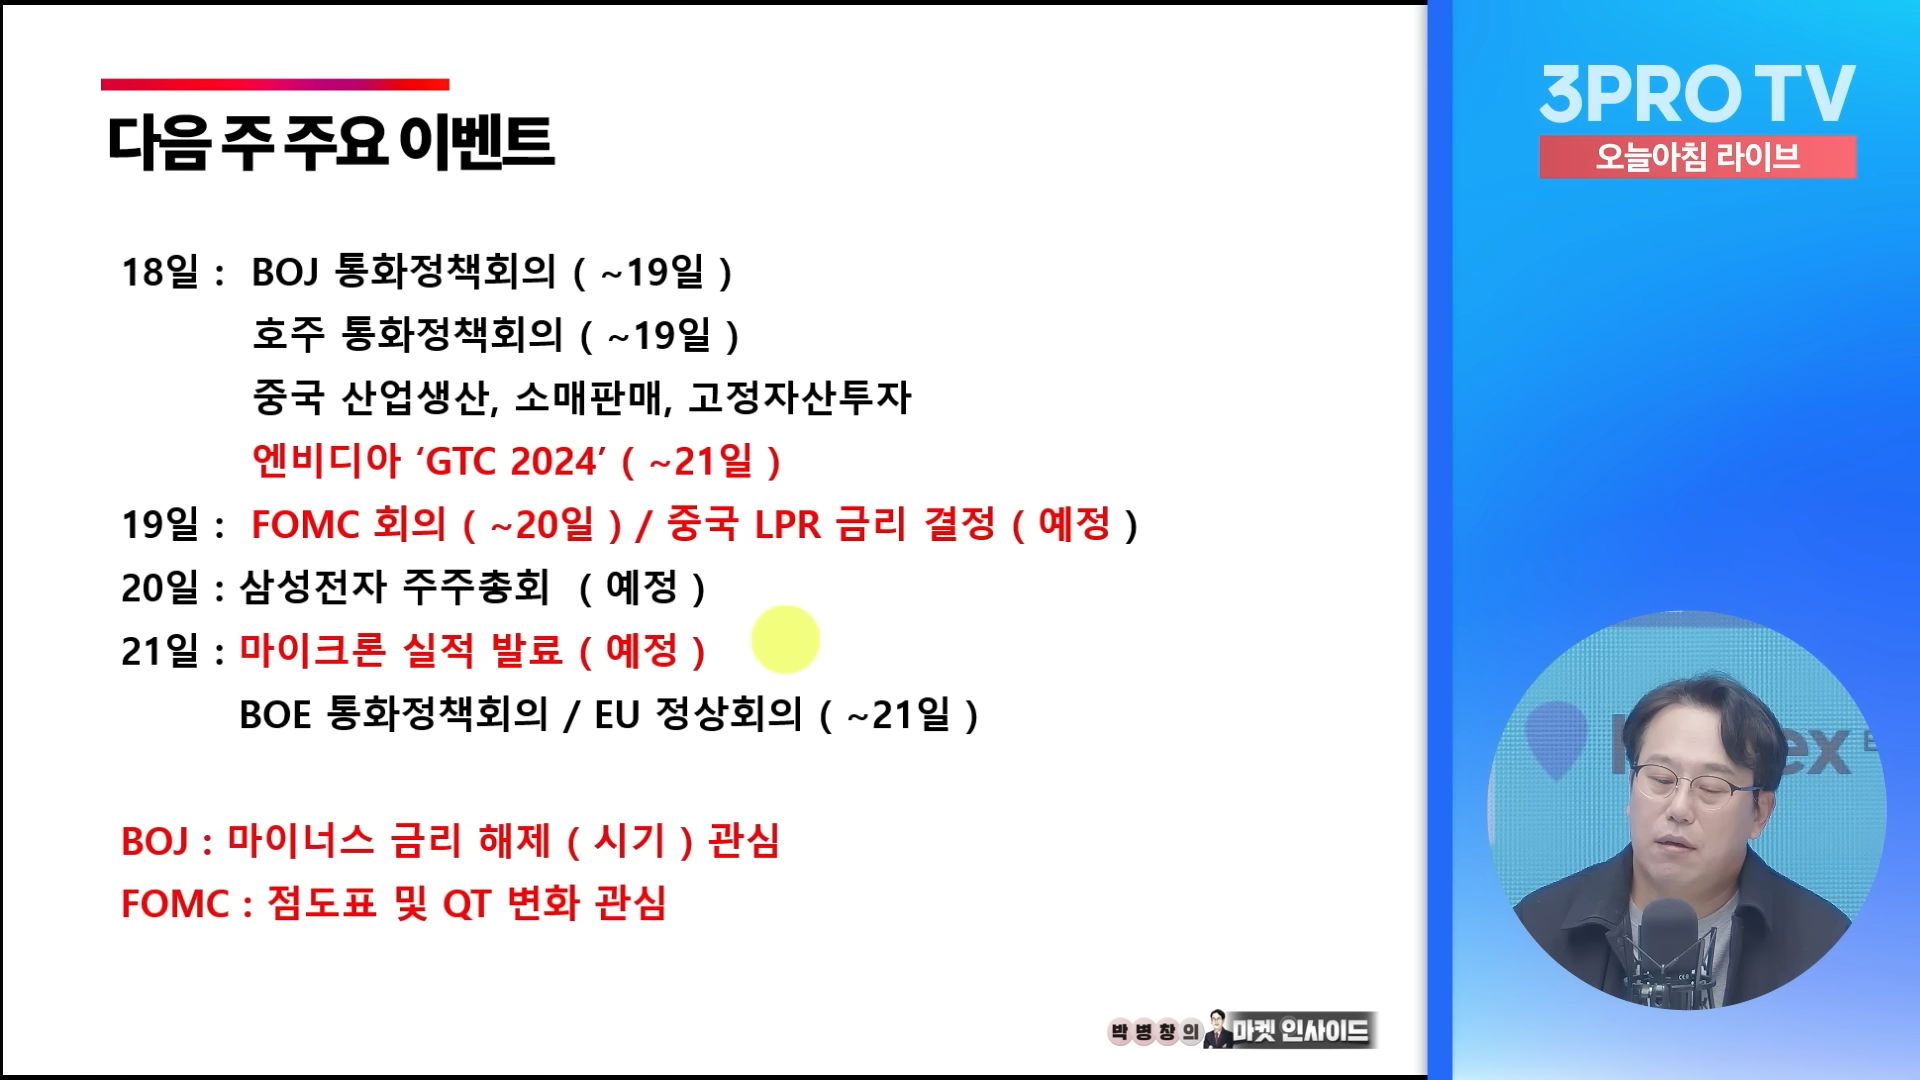 다음 주 주요 이벤트
18일 : BOJ 통화정책회의 ( ~19일 )
호주 통화정책회의 ( ~19일 )
중국 산업생산, 소매판매, 고정자산투자
엔비디아 ‘GTC 2024’ ( ~21일 )
19일 : FOMC 회의 ( ~20일 ) / 중국 LPR 금리 결정 ( 예정 )
20일 : 삼성전자 주주총회 ( 예정 )
21일 : 마이크론 실적 발표 ( 예정 )
BOE 통화정책회의 / EU 정상회의 ( ~21일 )
BOJ : 마이너스 금리 해제 ( 시기 ) 관심
FOMC : 점도표 및 QT 변화 관심
박병창의 마켓 인사이드
3PRO TV
오늘아침 라이브